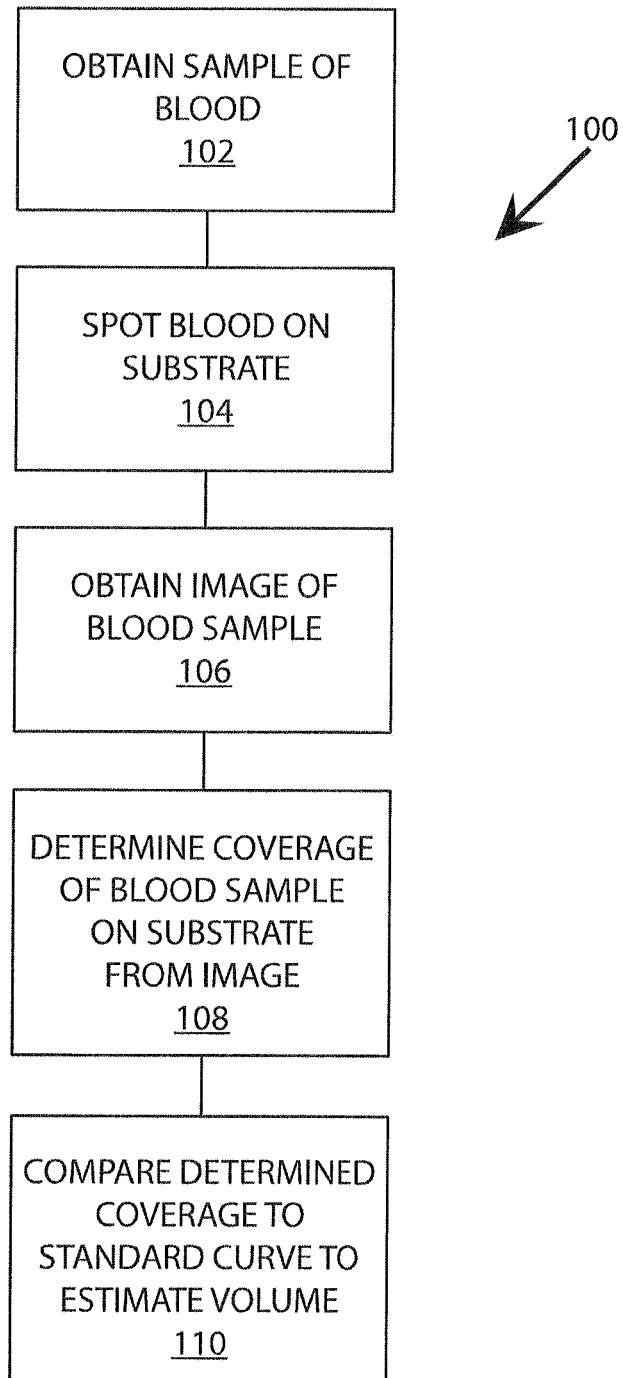 OBTAIN SAMPLE OF
BLOOD
102
100
SPOT BLOOD ON
SUBSTRATE
104
OBTAIN IMAGE OF
BLOOD SAMPLE
106
DETERMINE COVERAGE
OF BLOOD SAMPLE
ON SUBSTRATE
FROM IMAGE
108
COMPARE DETERMINED
COVERAGE TO
STANDARD CURVE TO
ESTIMATE VOLUME
110